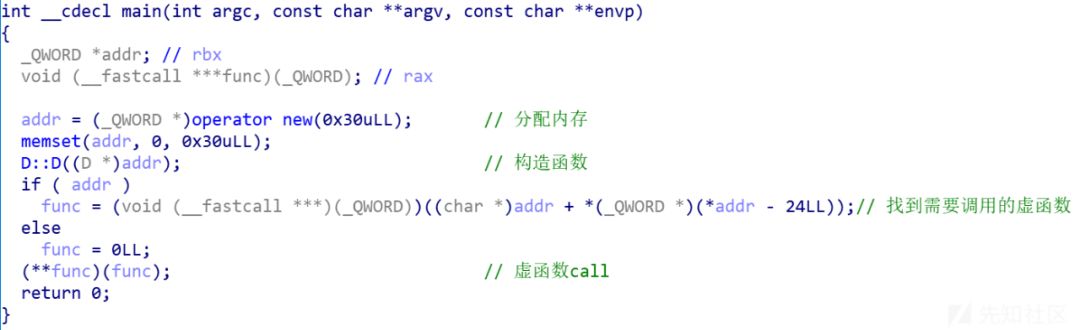 int __cdecl main(int argc, const char **argv, const char **envp)
{
  _QWORD *addr; // rbx
  void (__fastcall ***func)(_QWORD); // rax

  addr = (_QWORD *)operator new(0x30uLL);        // 分配内存
  memset(addr, 0, 0x30uLL);
  D::D((D *)addr);                               // 构造函数
  if ( addr )
    func = (void (__fastcall ***)(_QWORD))((char *)addr + *(_QWORD *)(*addr - 24LL));// 找到需要调用的虚函数
  else
    func = 0LL;
  (**func)(func);                                // 虚函数call
  return 0;
}
先知社区